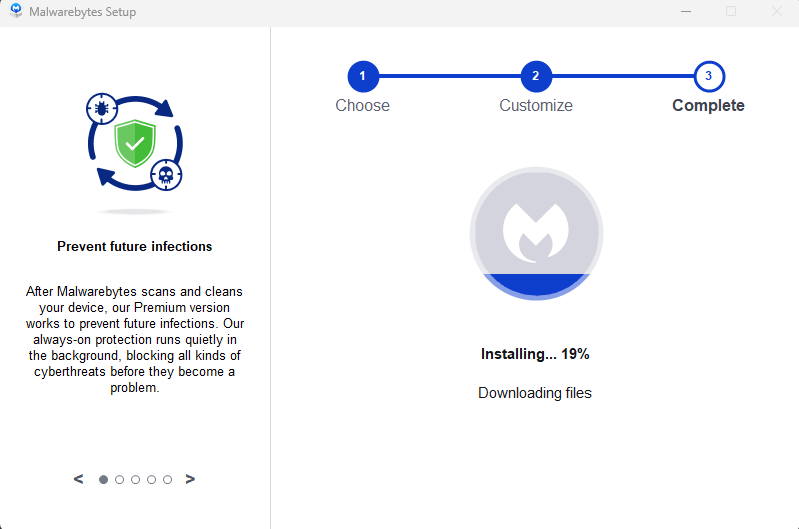 Malwarebytes Setup
Prevent future infections
After Malwarebytes scans and cleans
your device, our Premium version
works to prevent future infections. Our
always-on protection runs quietly in
the background, blocking all kinds of
cyberthreats before they become a
problem.
< >
1 2 3
Choose Customize Complete
Installing... 19%
Downloading files